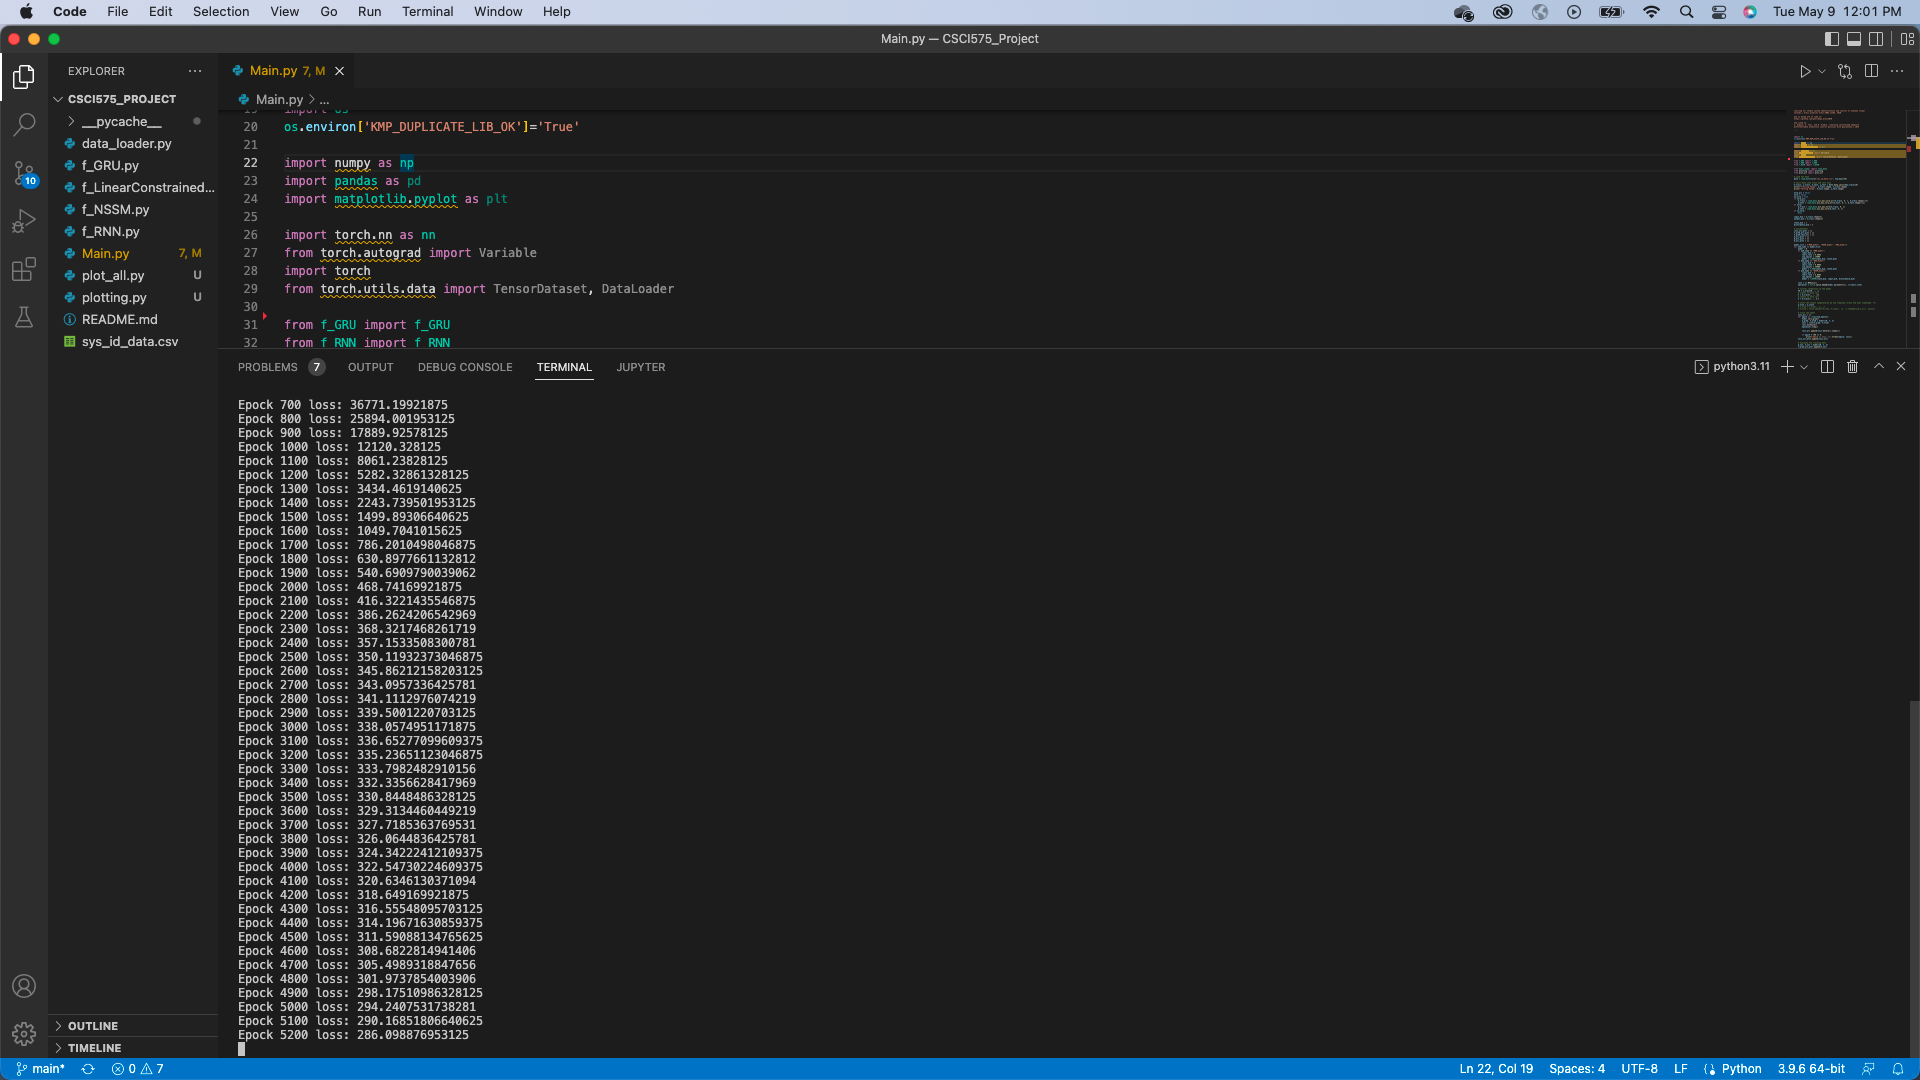 Code File Edit Selection View Go Run Terminal Window Help Tue May 9 12:01 PM
Main.py — CSCI575_Project
EXPLORER
Main.py 7, M
CSCI575_PROJECT
Main.py > ...
__pycache__
data_loader.py
f_GRU.py
f_LinearConstrained...
f_NSSM.py
f_RNN.py
Main.py 7, M
plot_all.py U
plotting.py U
README.md
sys_id_data.csv
10
19 import os
20 os.environ['KMP_DUPLICATE_LIB_OK']='True'
21
22 import numpy as np
23 import pandas as pd
24 import matplotlib.pyplot as plt
25
26 import torch.nn as nn
27 from torch.autograd import Variable
28 import torch
29 from torch.utils.data import TensorDataset, DataLoader
30
31 from f_GRU import f_GRU
32 from f_RNN import f_RNN
PROBLEMS 7 OUTPUT DEBUG CONSOLE TERMINAL JUPYTER python3.11
Epock 700 loss: 36771.19921875
Epock 800 loss: 25894.001953125
Epock 900 loss: 17889.92578125
Epock 1000 loss: 12120.328125
Epock 1100 loss: 8061.23828125
Epock 1200 loss: 5282.32861328125
Epock 1300 loss: 3434.4619140625
Epock 1400 loss: 2243.739501953125
Epock 1500 loss: 1499.89306640625
Epock 1600 loss: 1049.7041015625
Epock 1700 loss: 786.2010498046875
Epock 1800 loss: 630.8977661132812
Epock 1900 loss: 540.6909790039062
Epock 2000 loss: 468.74169921875
Epock 2100 loss: 416.3221435546875
Epock 2200 loss: 386.2624206542969
Epock 2300 loss: 368.3217468261719
Epock 2400 loss: 357.1533508300781
Epock 2500 loss: 350.11932373046875
Epock 2600 loss: 345.86212158203125
Epock 2700 loss: 343.0957336425781
Epock 2800 loss: 341.1112976074219
Epock 2900 loss: 339.5001220703125
Epock 3000 loss: 338.0574951171875
Epock 3100 loss: 336.65277099609375
Epock 3200 loss: 335.23651123046875
Epock 3300 loss: 333.7982482910156
Epock 3400 loss: 332.3356628417969
Epock 3500 loss: 330.8448486328125
Epock 3600 loss: 329.3134460449219
Epock 3700 loss: 327.7185363769531
Epock 3800 loss: 326.0644836425781
Epock 3900 loss: 324.34222412109375
Epock 4000 loss: 322.54730224609375
Epock 4100 loss: 320.6346130371094
Epock 4200 loss: 318.649169921875
Epock 4300 loss: 316.55548095703125
Epock 4400 loss: 314.19671630859375
Epock 4500 loss: 311.59088134765625
Epock 4600 loss: 308.6822814941406
Epock 4700 loss: 305.4989318847656
Epock 4800 loss: 301.9737854003906
Epock 4900 loss: 298.17510986328125
Epock 5000 loss: 294.2407531738281
Epock 5100 loss: 290.16851806640625
Epock 5200 loss: 286.098876953125
OUTLINE
TIMELINE
main* 0 7 Ln 22, Col 19 Spaces: 4 UTF-8 LF Python 3.9.6 64-bit